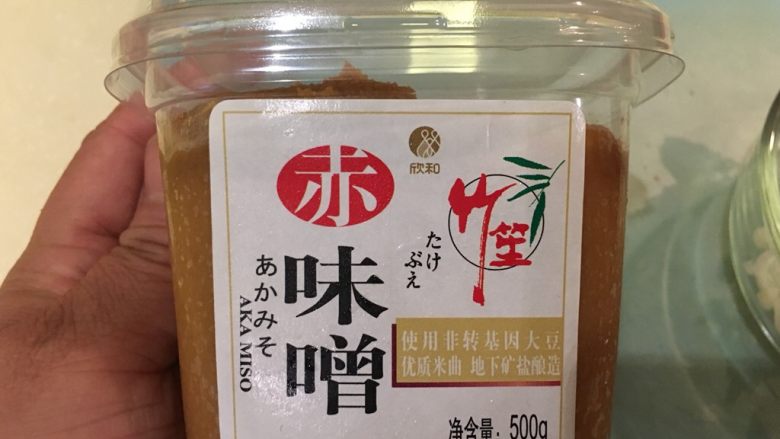 欣和
赤
味噌
あかみそ
AKA MISO
竹笙
たけ
ぶえ
使用非转基因大豆
优质米曲 地下矿盐酿造
净含量: 500g